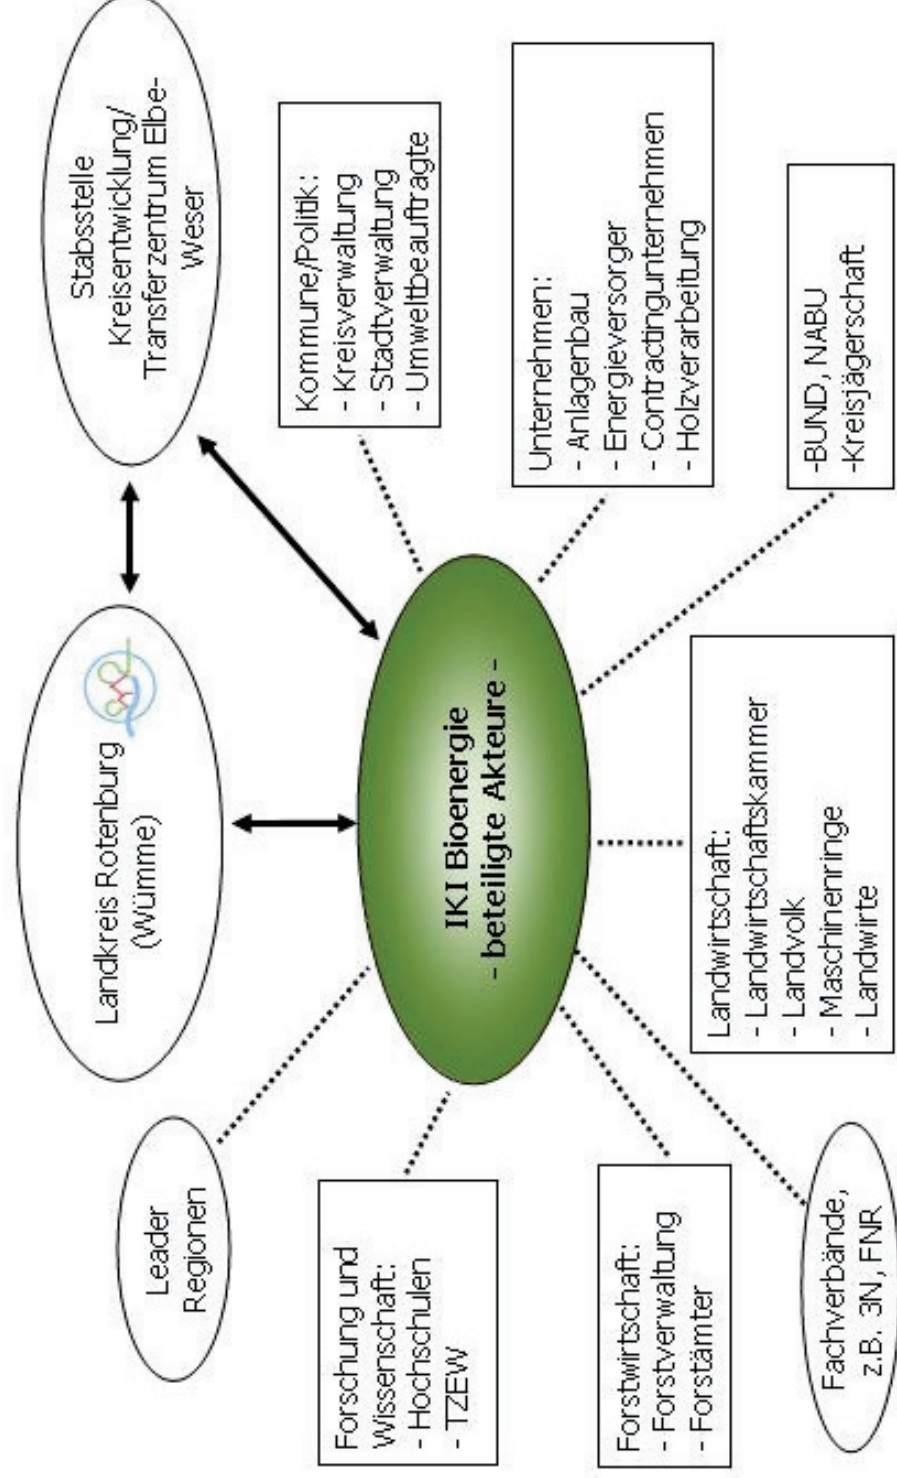 Leader
Regionen
Landkreis Rotenburg
(Wümme)
Stabsstelle
Kreisentwicklung/
Transferzentrum Elbe-
Weser
Forschung und
Wissenschaft:
- Hochschulen
- TZEW
IKI Bioenergie
- beteiligte Akteure -
Kommune/Politik:
- Kreisverwaltung
- Stadtverwaltung
- Umweltbeauftragte
Forstwirtschaft:
- Forstverwaltung
- Forstämter
Unternehmen:
- Anlagenbau
- Energieversorger
- Contractingunternehmen
- Holzverarbeitung
Fachverbände,
z.B. 3N, FNR
Landwirtschaft:
- Landwirtschaftskammer
- Landvolk
- Maschinenringe
- Landwirte
-BUND, NABU
-Kreisjägerschaft